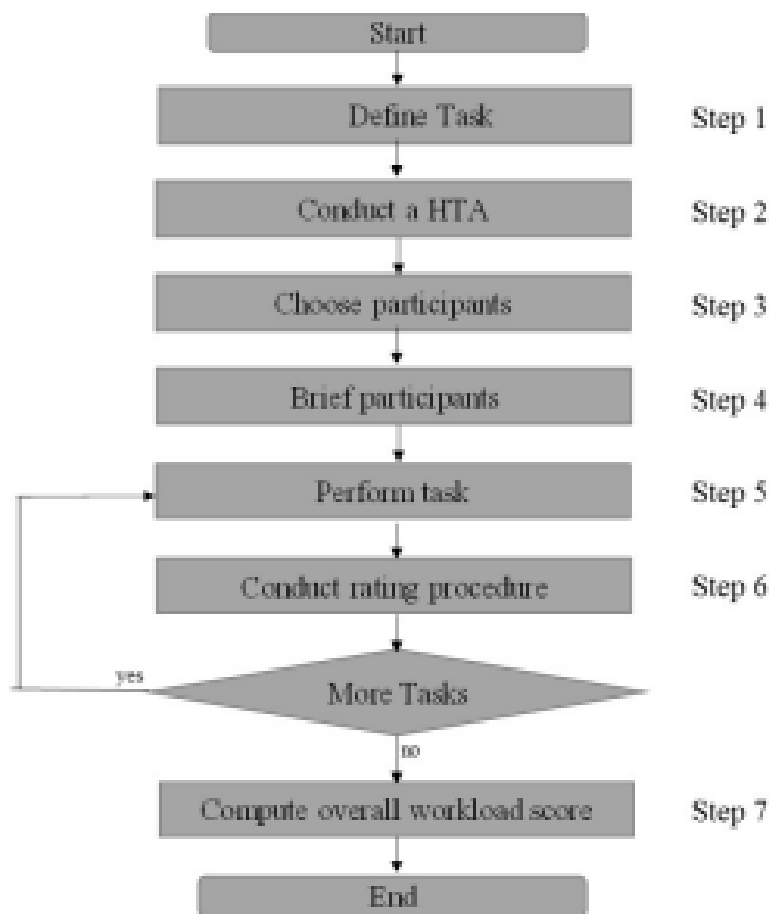 Start
Define Task
Step 1
Conduct a HTA
Step 2
Choose participants
Step 3
Brief participants
Step 4
Perform task
Step 5
Conduct rating procedure
Step 6
yes
More Tasks
no
Compute overall workload score
Step 7
End